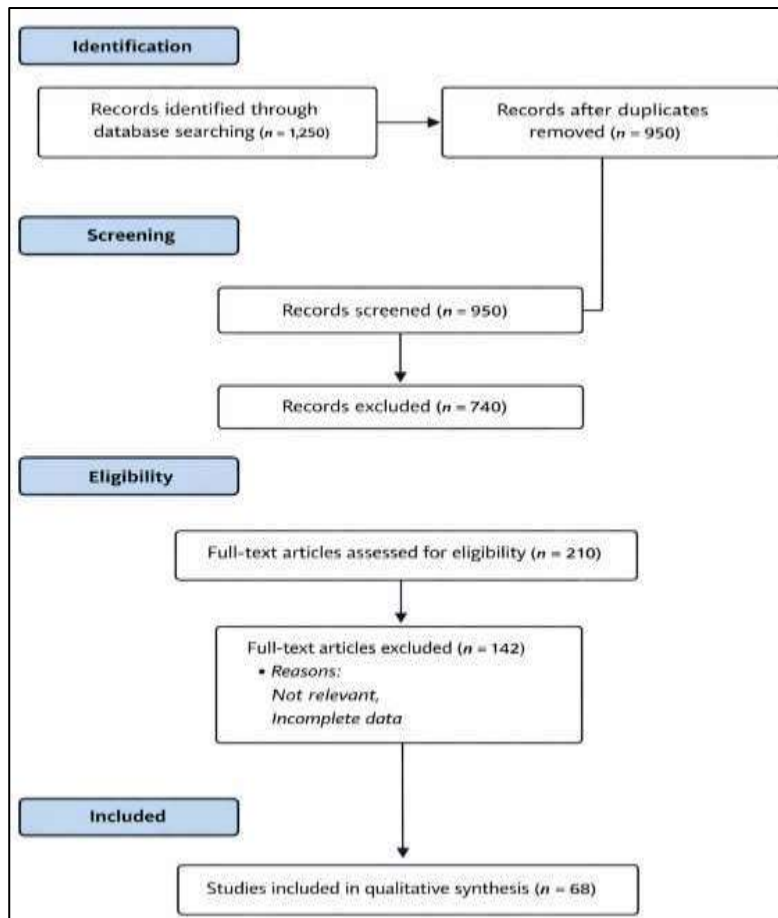 Identification
Records identified through
database searching (n = 1,250)
Records after duplicates
removed (n = 950)
Screening
Records screened (n = 950)
Records excluded (n = 740)
Eligibility
Full-text articles assessed for eligibility (n = 210)
Full-text articles excluded (n = 142)
• Reasons:
Not relevant,
Incomplete data
Included
Studies included in qualitative synthesis (n = 68)